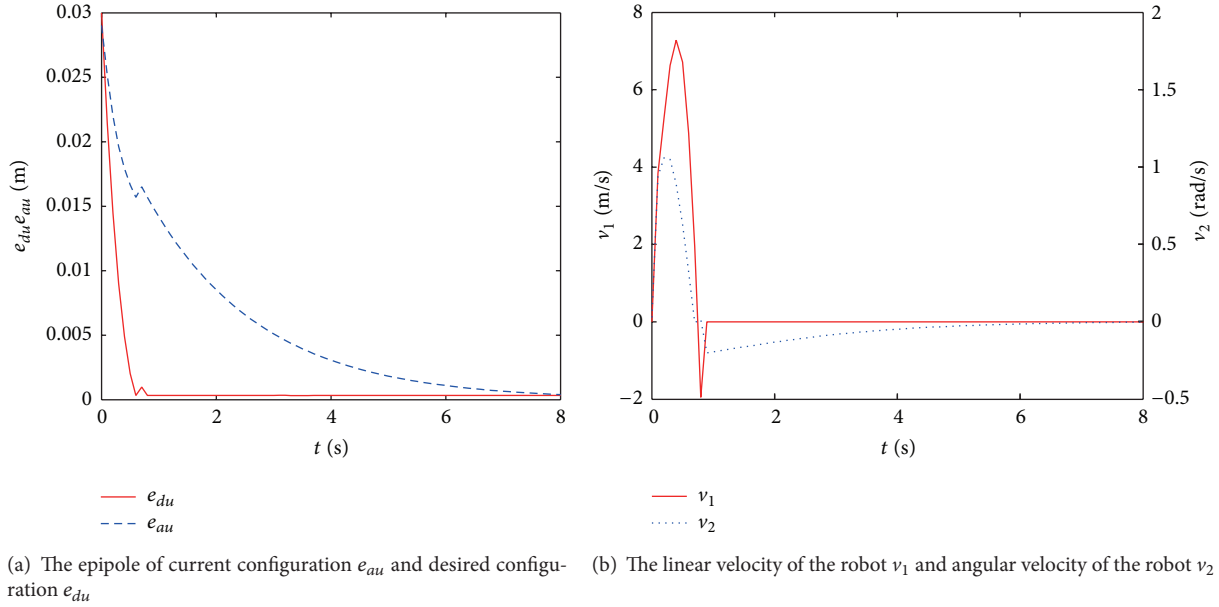 0.03
0.025
0.02
0.015
0.01
0.005
0
e_du e_au (m)
0 2 4 6 8
t (s)
e_du
e_au
(a) The epipole of current configuration e_au and desired configu-
ration e_du
8
6
4
2
0
−2
v_1 (m/s)
2
1.5
1
0.5
0
−0.5
v_2 (rad/s)
0 2 4 6 8
t (s)
v_1
v_2
(b) The linear velocity of the robot v_1 and angular velocity of the robot v_2